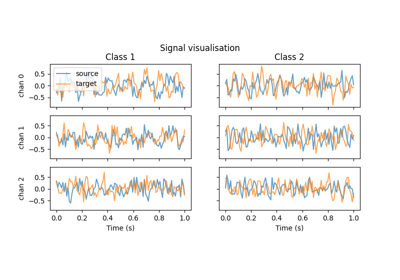 Signal visualisation
Class 1
Class 2
source
target
chan 0
0.5
0.0
−0.5
chan 1
0.5
0.0
−0.5
chan 2
0.5
0.0
−0.5
0.0 0.2 0.4 0.6 0.8 1.0
0.0 0.2 0.4 0.6 0.8 1.0
Time (s)
Time (s)